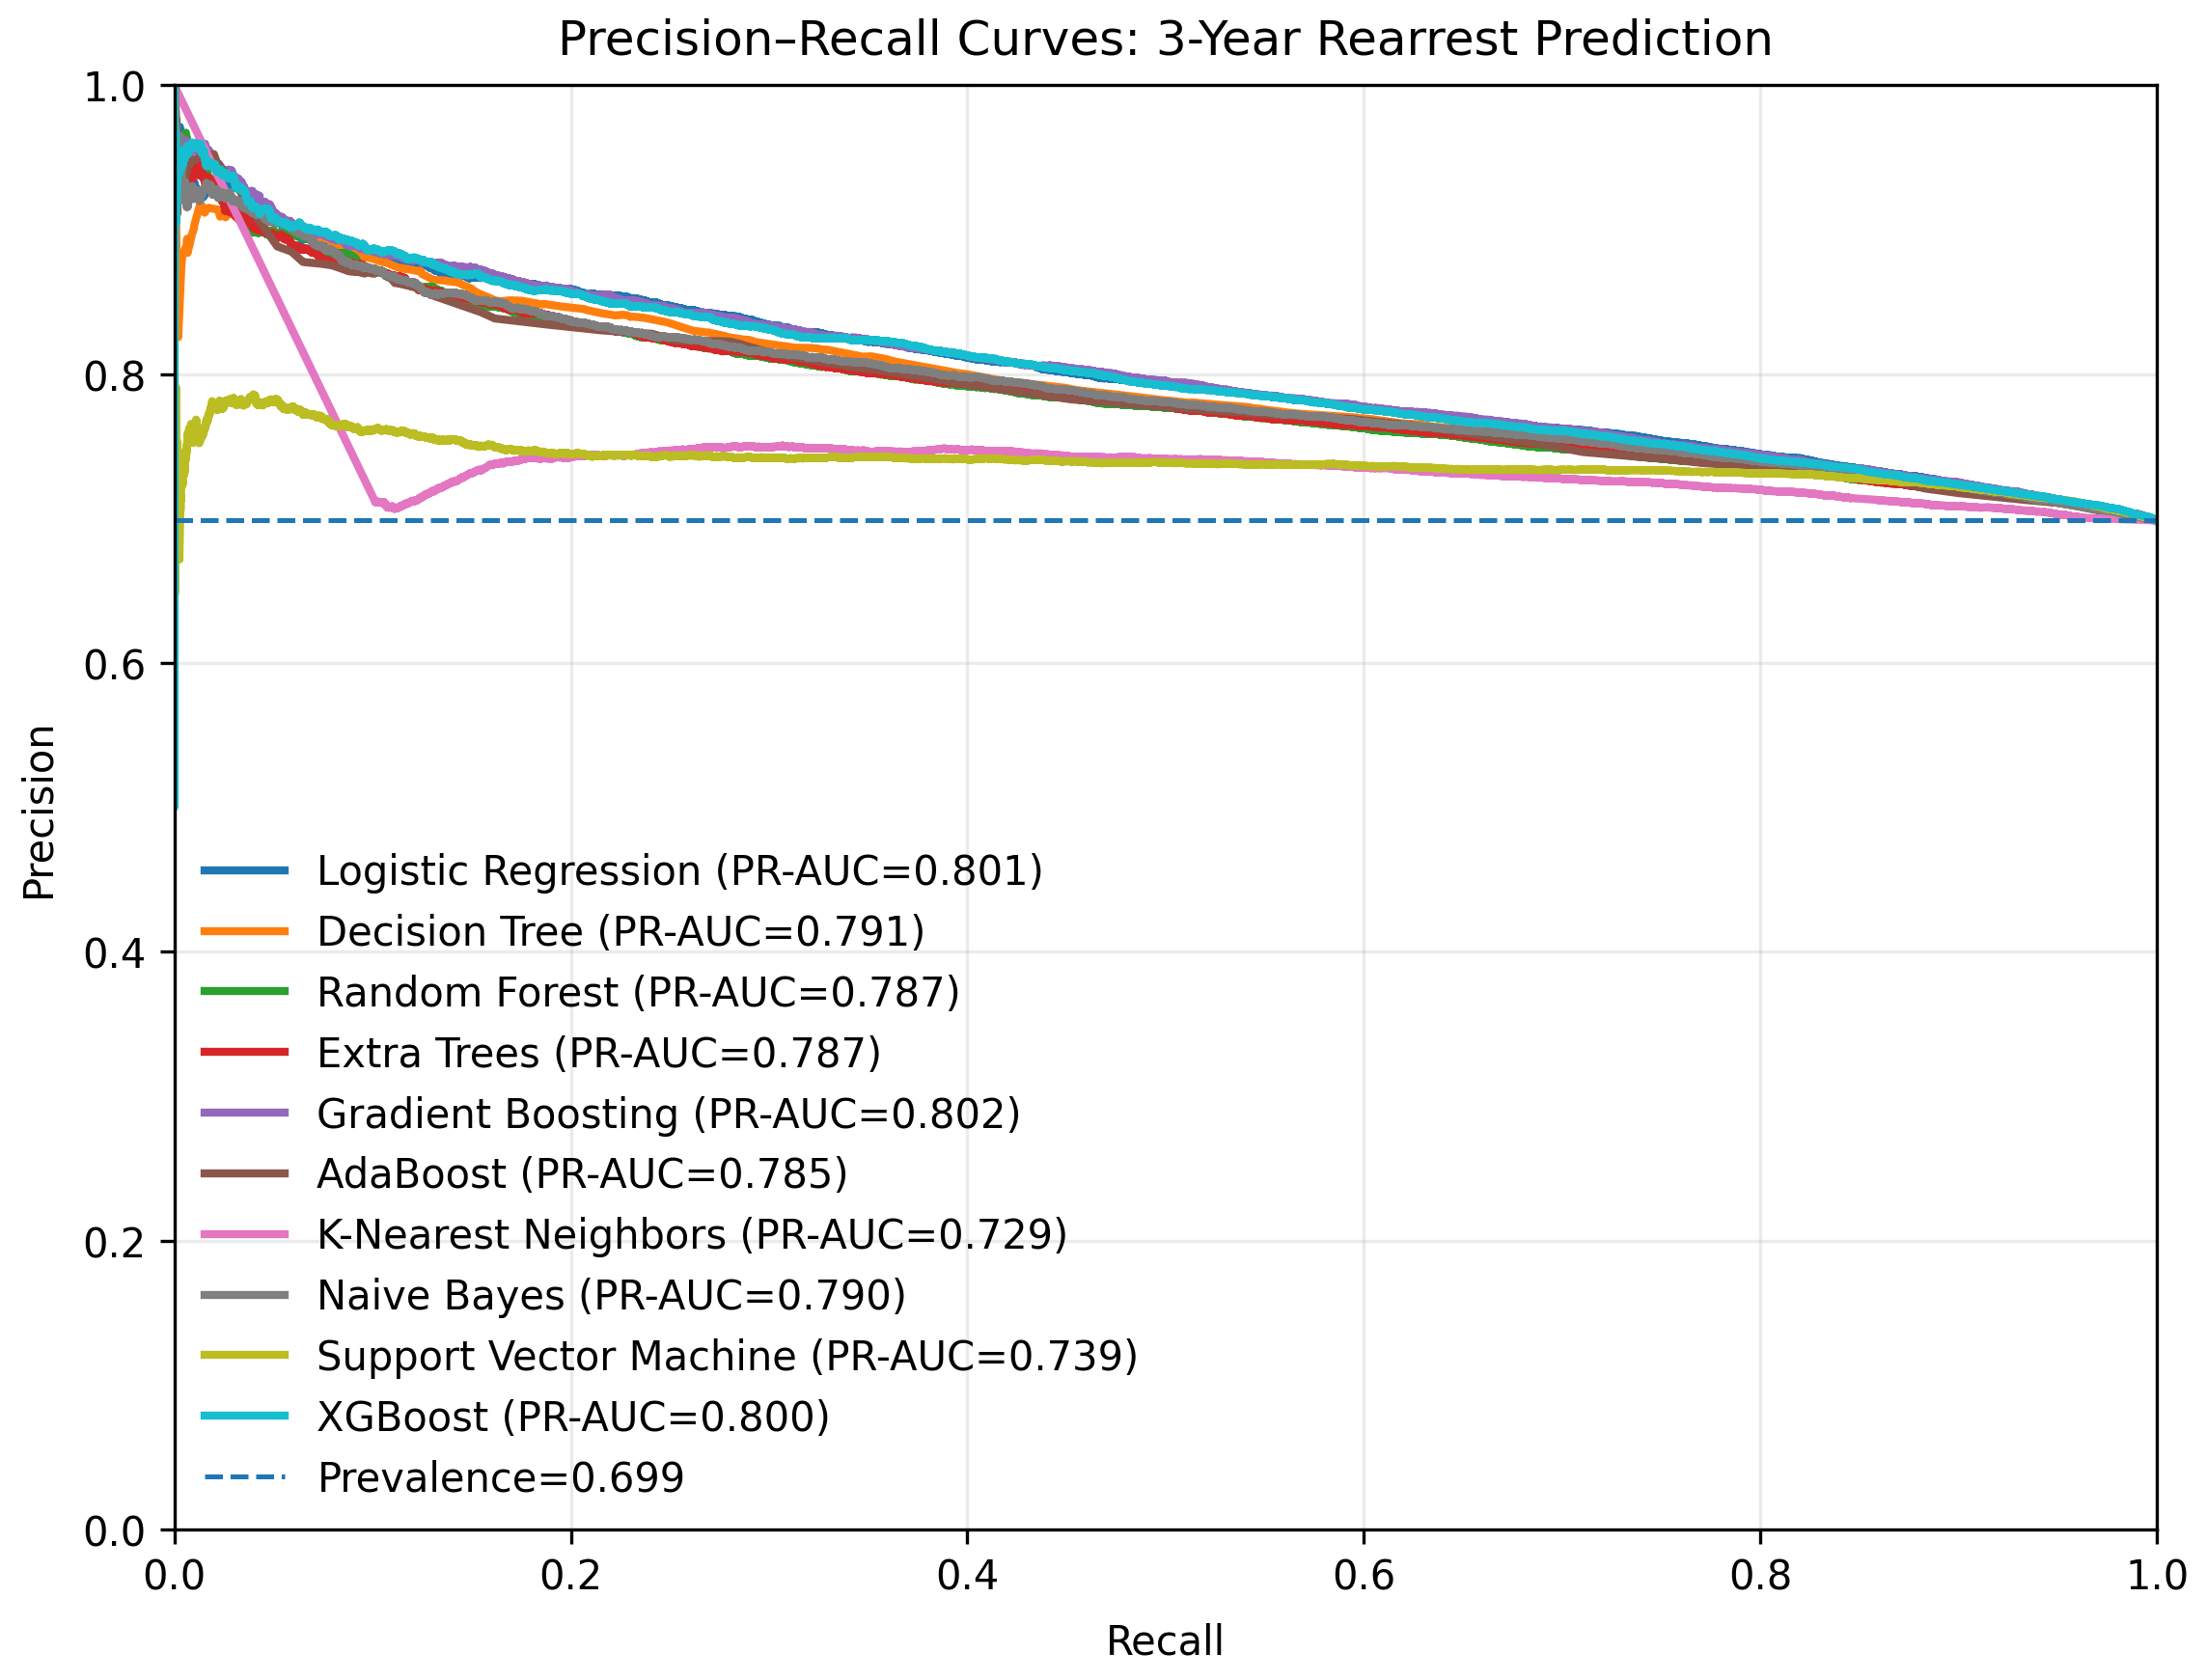 Precision–Recall Curves: 3-Year Rearrest Prediction
1.0
0.8
0.6
0.4
0.2
0.0
Precision
Logistic Regression (PR-AUC=0.801)
Decision Tree (PR-AUC=0.791)
Random Forest (PR-AUC=0.787)
Extra Trees (PR-AUC=0.787)
Gradient Boosting (PR-AUC=0.802)
AdaBoost (PR-AUC=0.785)
K-Nearest Neighbors (PR-AUC=0.729)
Naive Bayes (PR-AUC=0.790)
Support Vector Machine (PR-AUC=0.739)
XGBoost (PR-AUC=0.800)
Prevalence=0.699
0.0 0.2 0.4 0.6 0.8 1.0
Recall